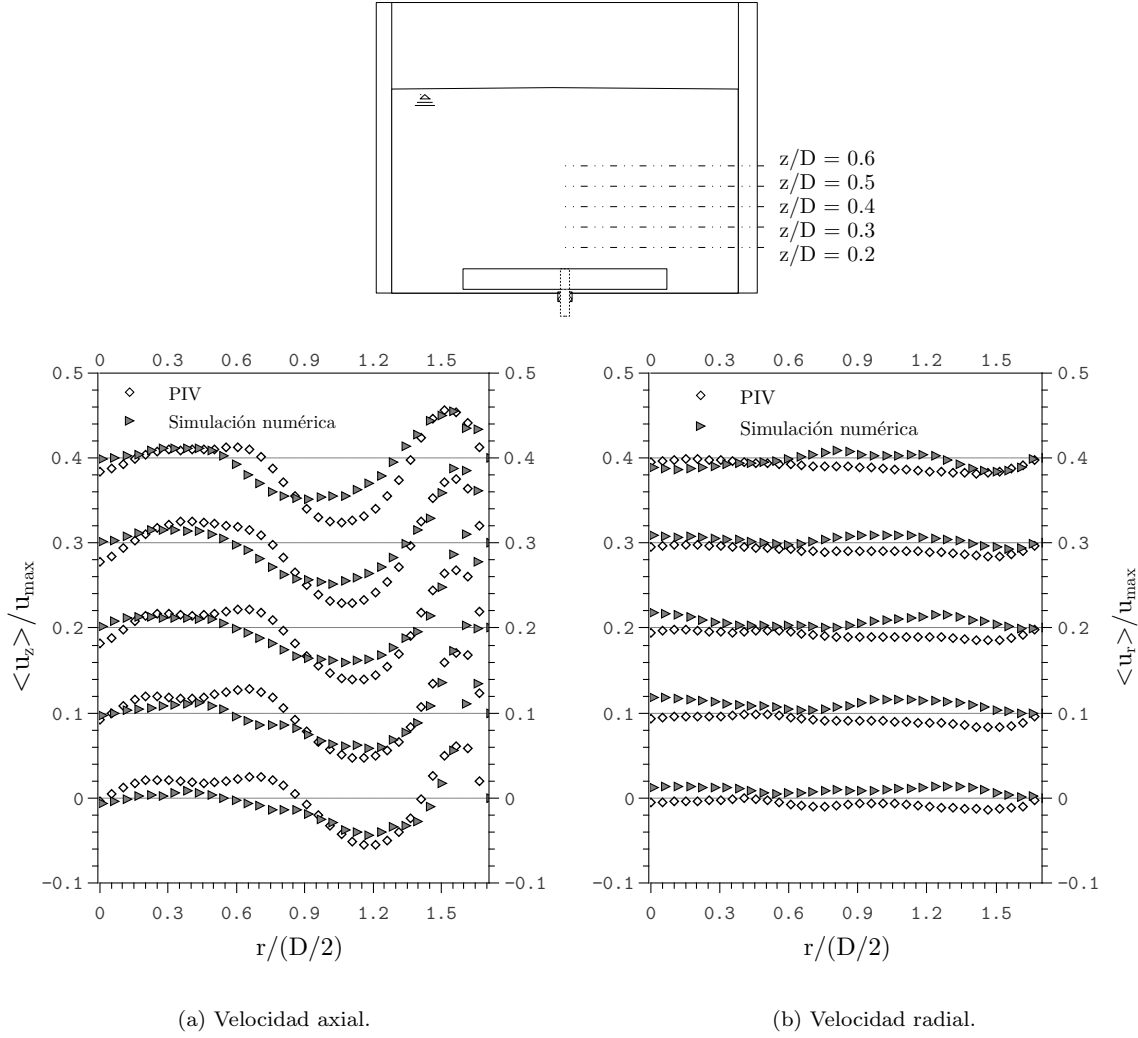 z/D = 0.6
z/D = 0.5
z/D = 0.4
z/D = 0.3
z/D = 0.2
0 0.3 0.6 0.9 1.2 1.5
0.5 0.5
PIV
Simulación numérica
0.4 0.4
0.3 0.3
0.2 0.2
0.1 0.1
0 0
−0.1 −0.1
0 0.3 0.6 0.9 1.2 1.5
<u_z>/u_max
r/(D/2)
(a) Velocidad axial.
0 0.3 0.6 0.9 1.2 1.5
0.5 0.5
PIV
Simulación numérica
0.4 0.4
0.3 0.3
0.2 0.2
0.1 0.1
0 0
−0.1 −0.1
0 0.3 0.6 0.9 1.2 1.5
<u_r>/u_max
r/(D/2)
(b) Velocidad radial.